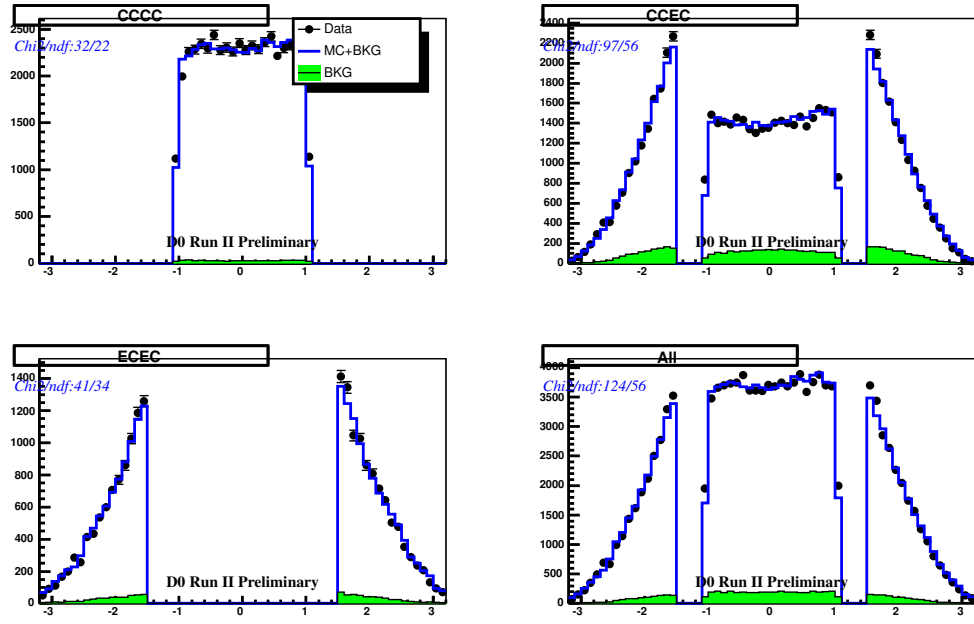 CCCC
Chi2/ndf:32/22
Data
MC+BKG
BKG
D0 Run II Preliminary
2500
2000
1500
1000
500
0
-3 -2 -1 0 1 2 3
CCEC
Chi2/ndf:97/56
D0 Run II Preliminary
2400
2200
2000
1800
1600
1400
1200
1000
800
600
400
200
0
-3 -2 -1 0 1 2 3
ECEC
Chi2/ndf:41/34
D0 Run II Preliminary
1400
1200
1000
800
600
400
200
0
-3 -2 -1 0 1 2 3
All
Chi2/ndf:124/56
D0 Run II Preliminary
4000
3500
3000
2500
2000
1500
1000
500
0
-3 -2 -1 0 1 2 3